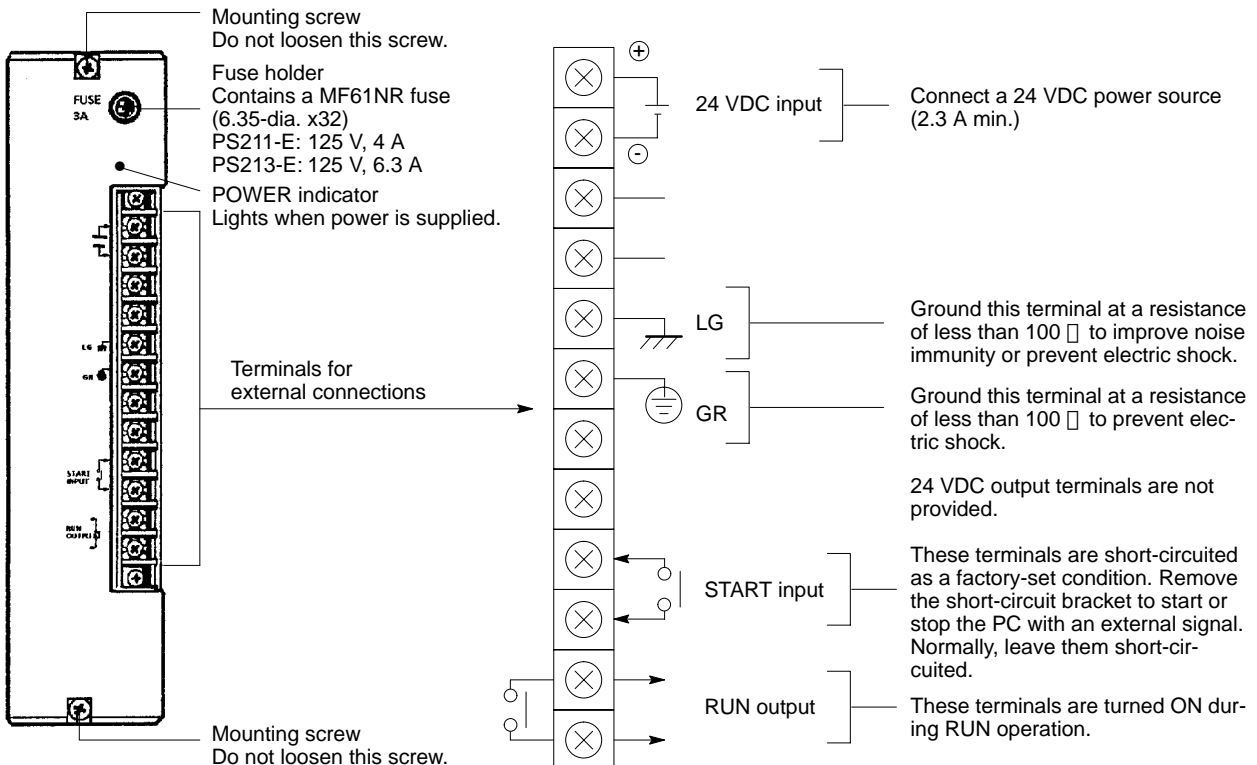 Mounting screw
Do not loosen this screw.
Fuse holder
Contains a MF61NR fuse
(6.35-dia. x32)
PS211-E: 125 V, 4 A
PS213-E: 125 V, 6.3 A
POWER indicator
Lights when power is supplied.
FUSE
3A
LG
GR
START
INPUT
RUN
OUTPUT
Terminals for
external connections
Mounting screw
Do not loosen this screw.
+
-
24 VDC input
LG
GR
START input
RUN output
Connect a 24 VDC power source
(2.3 A min.)
Ground this terminal at a resistance
of less than 100 ▯ to improve noise
immunity or prevent electric shock.
Ground this terminal at a resistance
of less than 100 ▯ to prevent elec-
tric shock.
24 VDC output terminals are not
provided.
These terminals are short-circuited
as a factory-set condition. Remove
the short-circuit bracket to start or
stop the PC with an external signal.
Normally, leave them short-cir-
cuited.
These terminals are turned ON dur-
ing RUN operation.